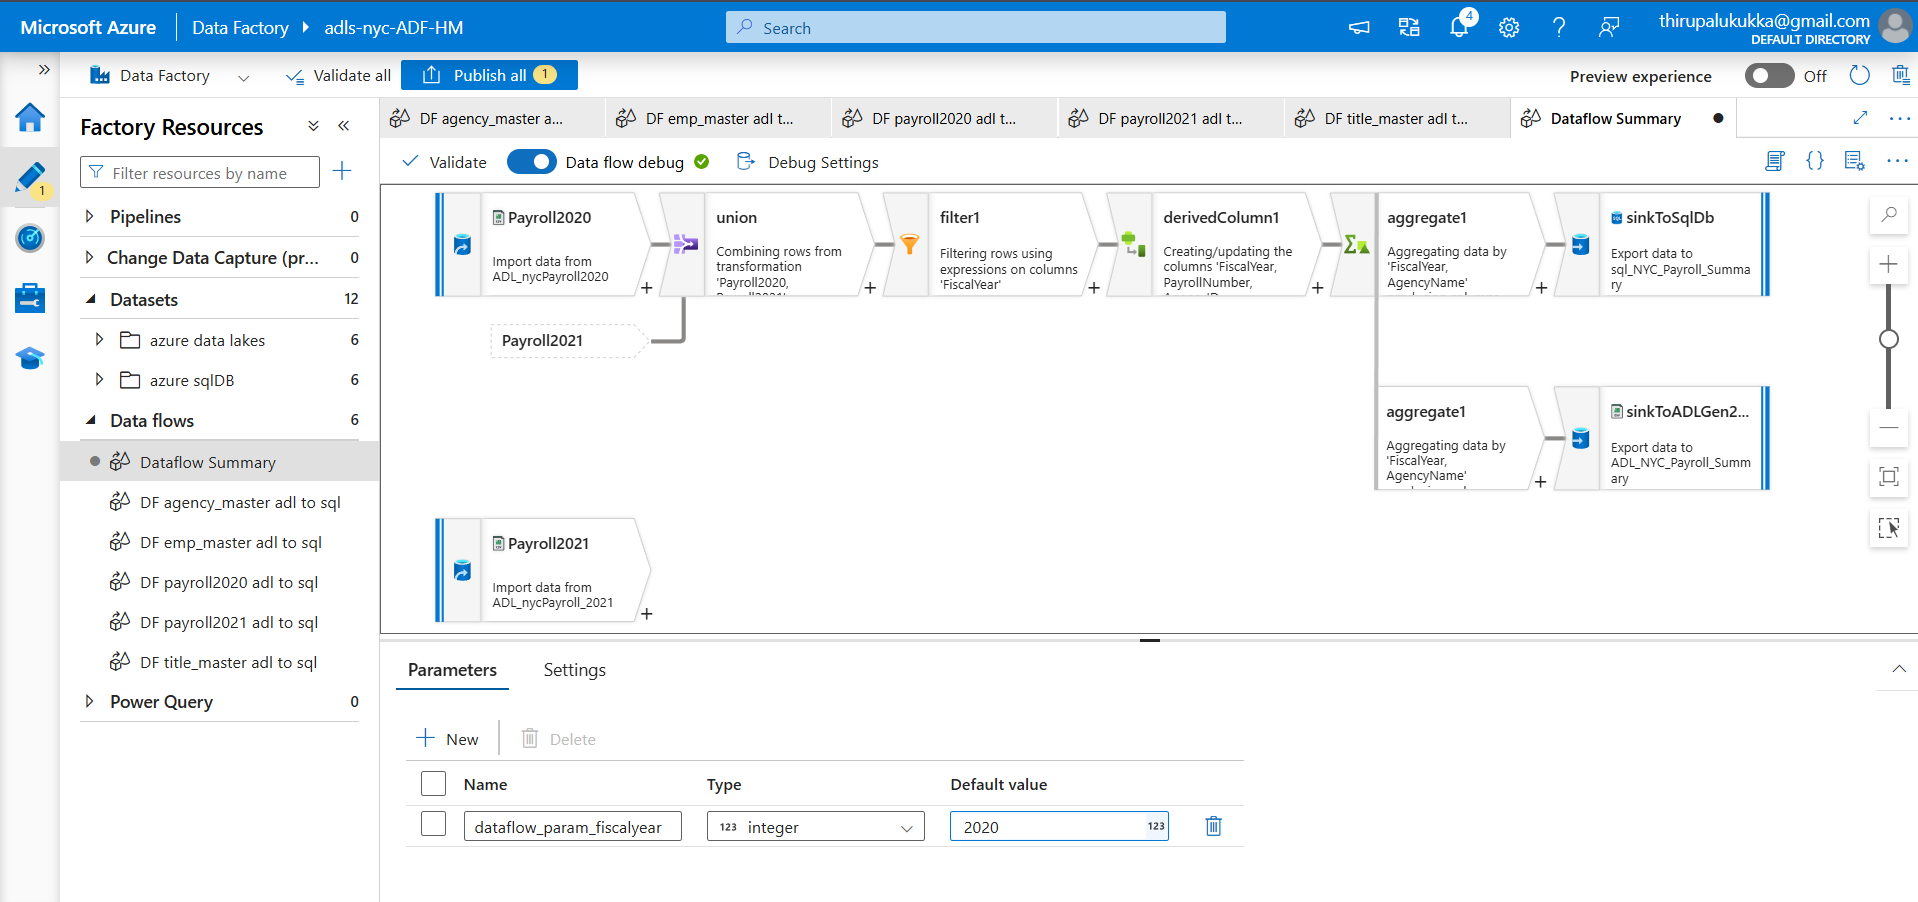 Microsoft Azure
Data Factory
adls-nyc-ADF-HM
Search
4
thirupalukukka@gmail.com
DEFAULT DIRECTORY
Data Factory
Validate all
Publish all 1
Preview experience
Off
1
Factory Resources
Filter resources by name
Pipelines 0
Change Data Capture (pr... 0
Datasets 12
azure data lakes 6
azure sqlDB 6
Data flows 6
Dataflow Summary
DF agency_master adl to sql
DF emp_master adl to sql
DF payroll2020 adl to sql
DF payroll2021 adl to sql
DF title_master adl to sql
Power Query 0
DF agency_master a...
DF emp_master adl t...
DF payroll2020 adl t...
DF payroll2021 adl t...
DF title_master adl t...
Dataflow Summary
Validate
Data flow debug
Debug Settings
{}
Payroll2020
Import data from
ADL_nycPayroll2020
+
union
Combining rows from
transformation
'Payroll2020,
Payroll2021'
+
filter1
Filtering rows using
expressions on columns
'FiscalYear'
+
derivedColumn1
Creating/updating the
columns 'FiscalYear,
PayrollNumber,
+
aggregate1
Aggregating data by
'FiscalYear,
AgencyName'
+
sinkToSqlDb
Export data to
sql_NYC_Payroll_Summa
ry
Payroll2021
aggregate1
Aggregating data by
'FiscalYear,
AgencyName'
+
sinkToADLGen2...
Export data to
ADL_NYC_Payroll_Summ
ary
Payroll2021
Import data from
ADL_nycPayroll_2021
+
Parameters
Settings
New
Delete
Name
Type
Default value
dataflow_param_fiscalyear
123 integer
2020 123